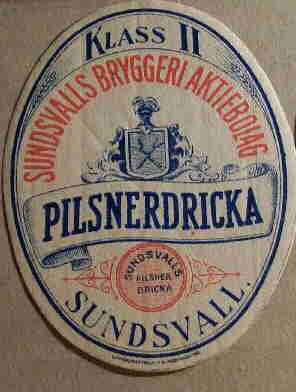 KLASS II
SUNDSVALLS BRYGGERI AKTIEBOLAG
PILSNERDRICKA
SUNDSVALLS
PILSNER
DRICKA
SUNDSVALL.